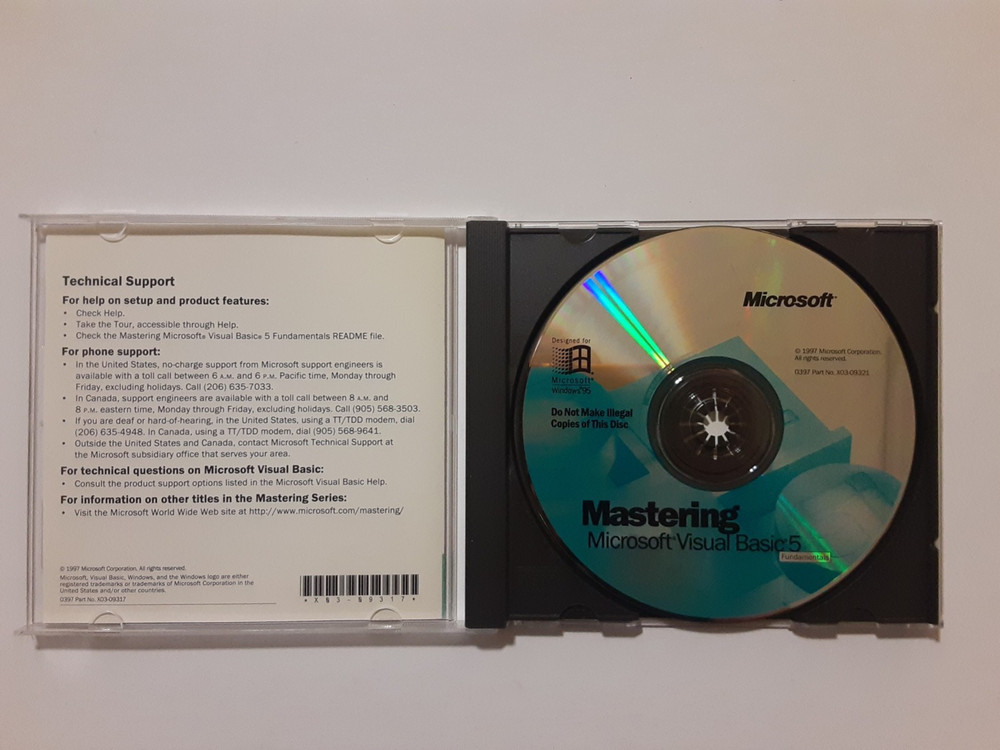 Technical Support
For help on setup and product features:
• Check Help.
• Take the Tour, accessible through Help.
• Check the Mastering Microsoft® Visual Basic® 5 Fundamentals README file.
For phone support:
• In the United States, no-charge support from Microsoft support engineers is
available with a toll call between 6 A.M. and 6 P.M. Pacific time, Monday through
Friday, excluding holidays. Call (206) 635-7033.
• In Canada, support engineers are available with a toll call between 8 A.M. and
8 P.M. eastern time, Monday through Friday, excluding holidays. Call (905) 568-3503.
• If you are deaf or hard-of-hearing, in the United States, using a TT/TDD modem, dial
(206) 635-4948. In Canada, using a TT/TDD modem, dial (905) 568-9641.
• Outside the United States and Canada, contact Microsoft Technical Support at
the Microsoft subsidiary office that serves your area.
For technical questions on Microsoft Visual Basic:
• Consult the product support options listed in the Microsoft Visual Basic Help.
For information on other titles in the Mastering Series:
• Visit the Microsoft World Wide Web site at http://www.microsoft.com/mastering/
© 1997 Microsoft Corporation. All rights reserved.
Microsoft, Visual Basic, Windows, and the Windows logo are either
registered trademarks or trademarks of Microsoft Corporation in the
United States and/or other countries.
0397 Part No. X03-09317
*X03-09317*
Microsoft®
© 1997 Microsoft Corporation.
All rights reserved.
0397 Part No. X03-09321
Designed for
Microsoft®
Windows®95
Do Not Make Illegal
Copies of This Disc
Mastering
Microsoft® Visual Basic® 5
Fundamentals